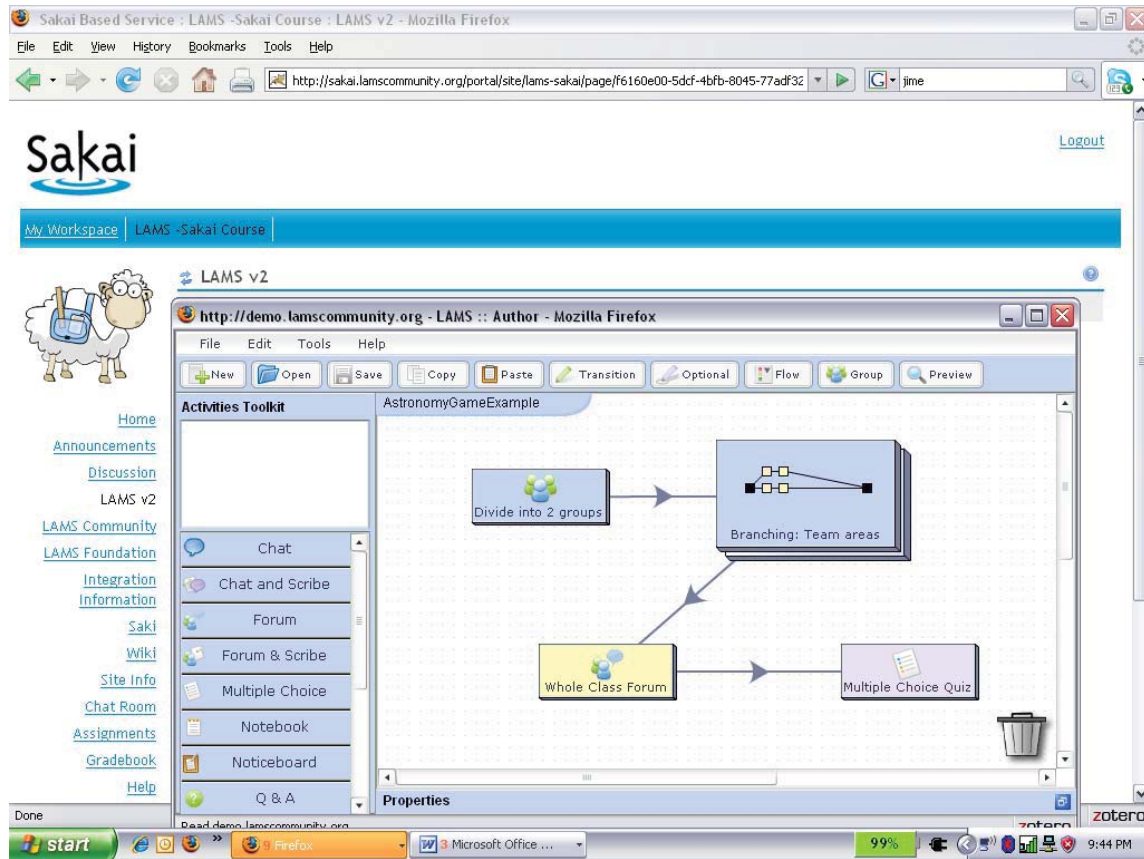 Sakai Based Service : LAMS -Sakai Course : LAMS v2 - Mozilla Firefox
File Edit View History Bookmarks Tools Help
http://sakai.lamscommunity.org/portal/site/lams-sakai/page/f6160e00-5dcf-4bfb-8045-77adf32 G jime
Sakai
Logout
My Workspace LAMS -Sakai Course
LAMS v2
http://demo.lamscommunity.org - LAMS :: Author - Mozilla Firefox
File Edit Tools Help
New Open Save Copy Paste Transition Optional Flow Group Preview
Activities Toolkit
AstronomyGameExample
Home
Announcements
Discussion
LAMS v2
LAMS Community
LAMS Foundation
Integration
Information
Saki
Wiki
Site Info
Chat Room
Assignments
Gradebook
Help
Chat
Chat and Scribe
Forum
Forum & Scribe
Multiple Choice
Notebook
Noticeboard
Q & A
Divide into 2 groups
Branching: Team areas
Whole Class Forum
Multiple Choice Quiz
Properties
Read demo.lamscommunity.org
zotero
Done
zotero
start
9 Firefox
3 Microsoft Office ...
99%
9:44 PM